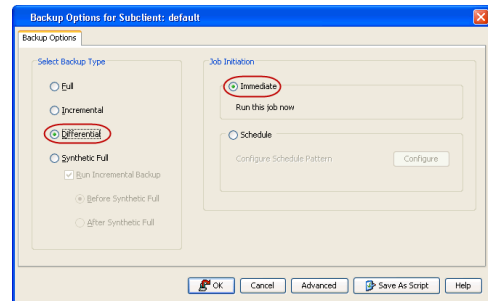 Backup Options for Subclient: default
Backup Options
Select Backup Type
Full
Incremental
Differential
Synthetic Full
Run Incremental Backup
Before Synthetic Full
After Synthetic Full
Job Initiation
Immediate
Run this job now
Schedule
Configure Schedule Pattern
Configure
OK
Cancel
Advanced
Save As Script
Help